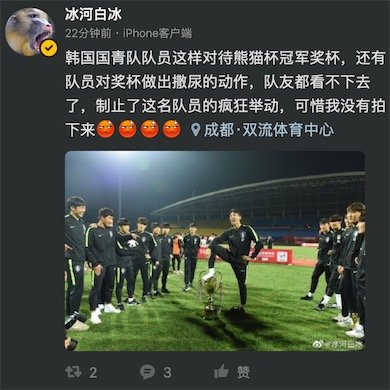 冰河白冰
22分钟前·iPhone客户端
韩国国青队队员这样对待熊猫杯冠军奖杯，还有
队员对奖杯做出撒尿的动作，队友都看不下去
了，制止了这名队员的疯狂举动，可惜我没有拍
下来 成都·双流体育中心
@冰河白冰
2 3 赞